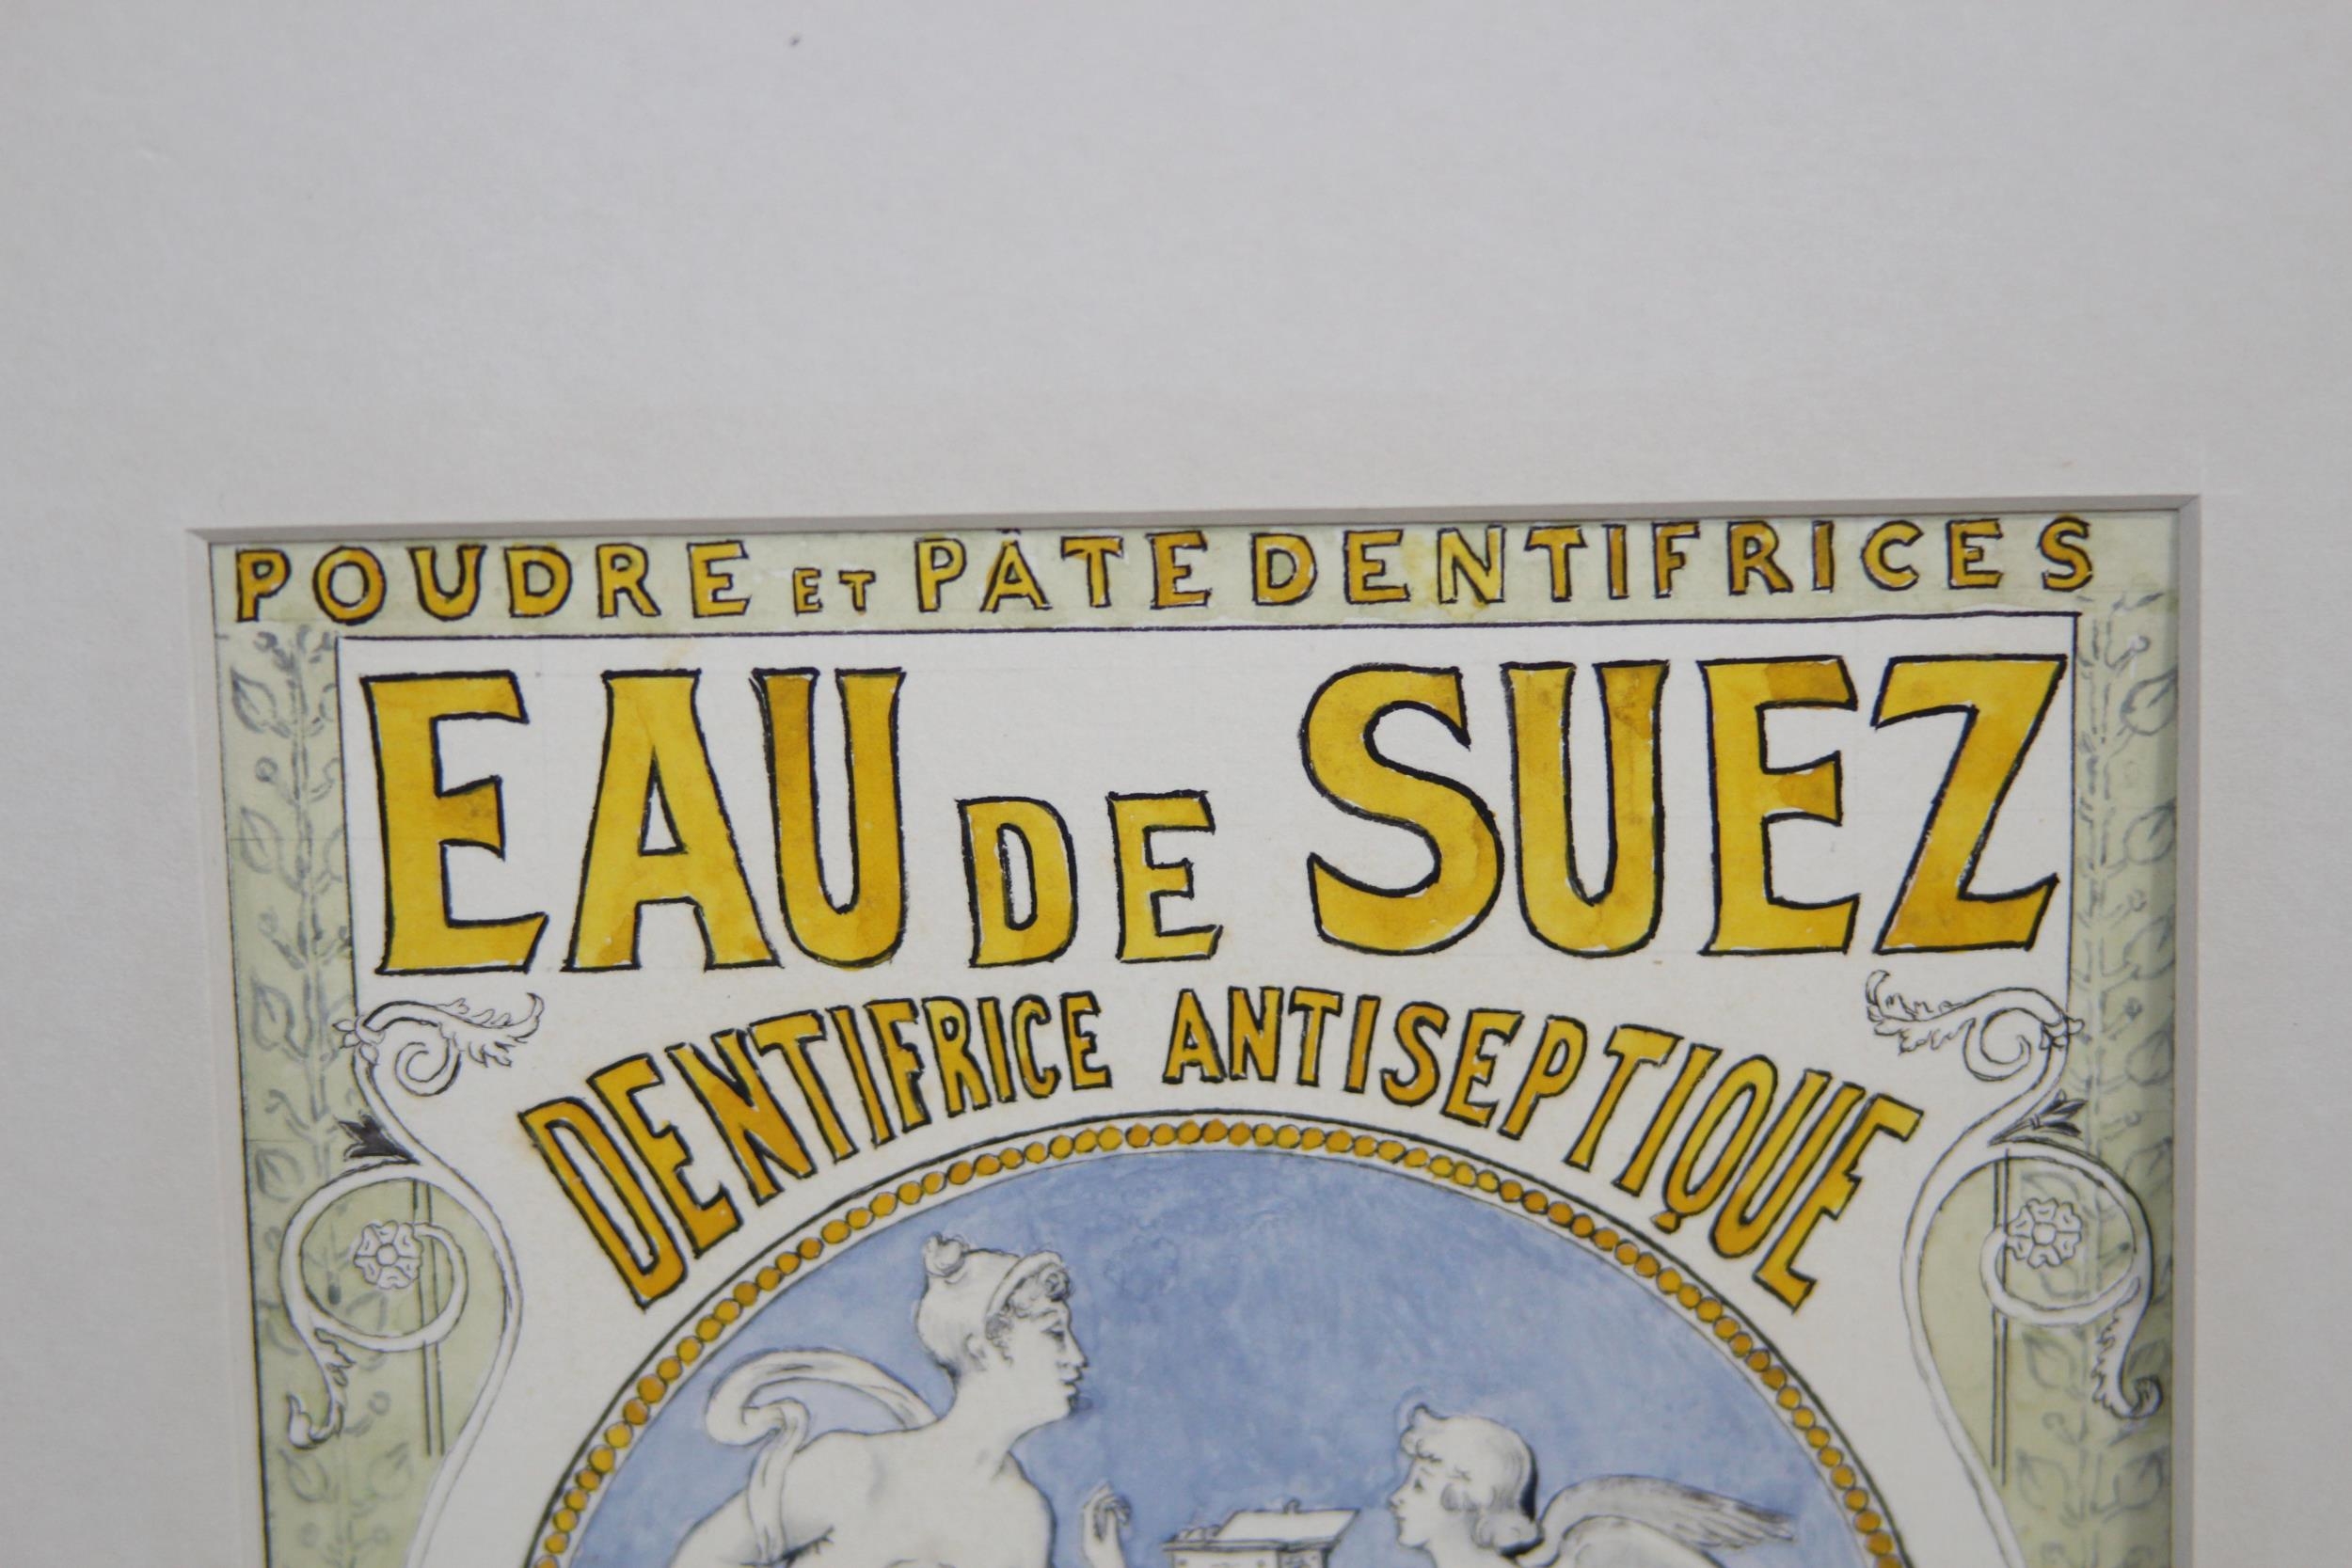 POUDRE ET PÂTE DENTIFRICES
EAU DE SUEZ
DENTIFRICE ANTISEPTIQUE